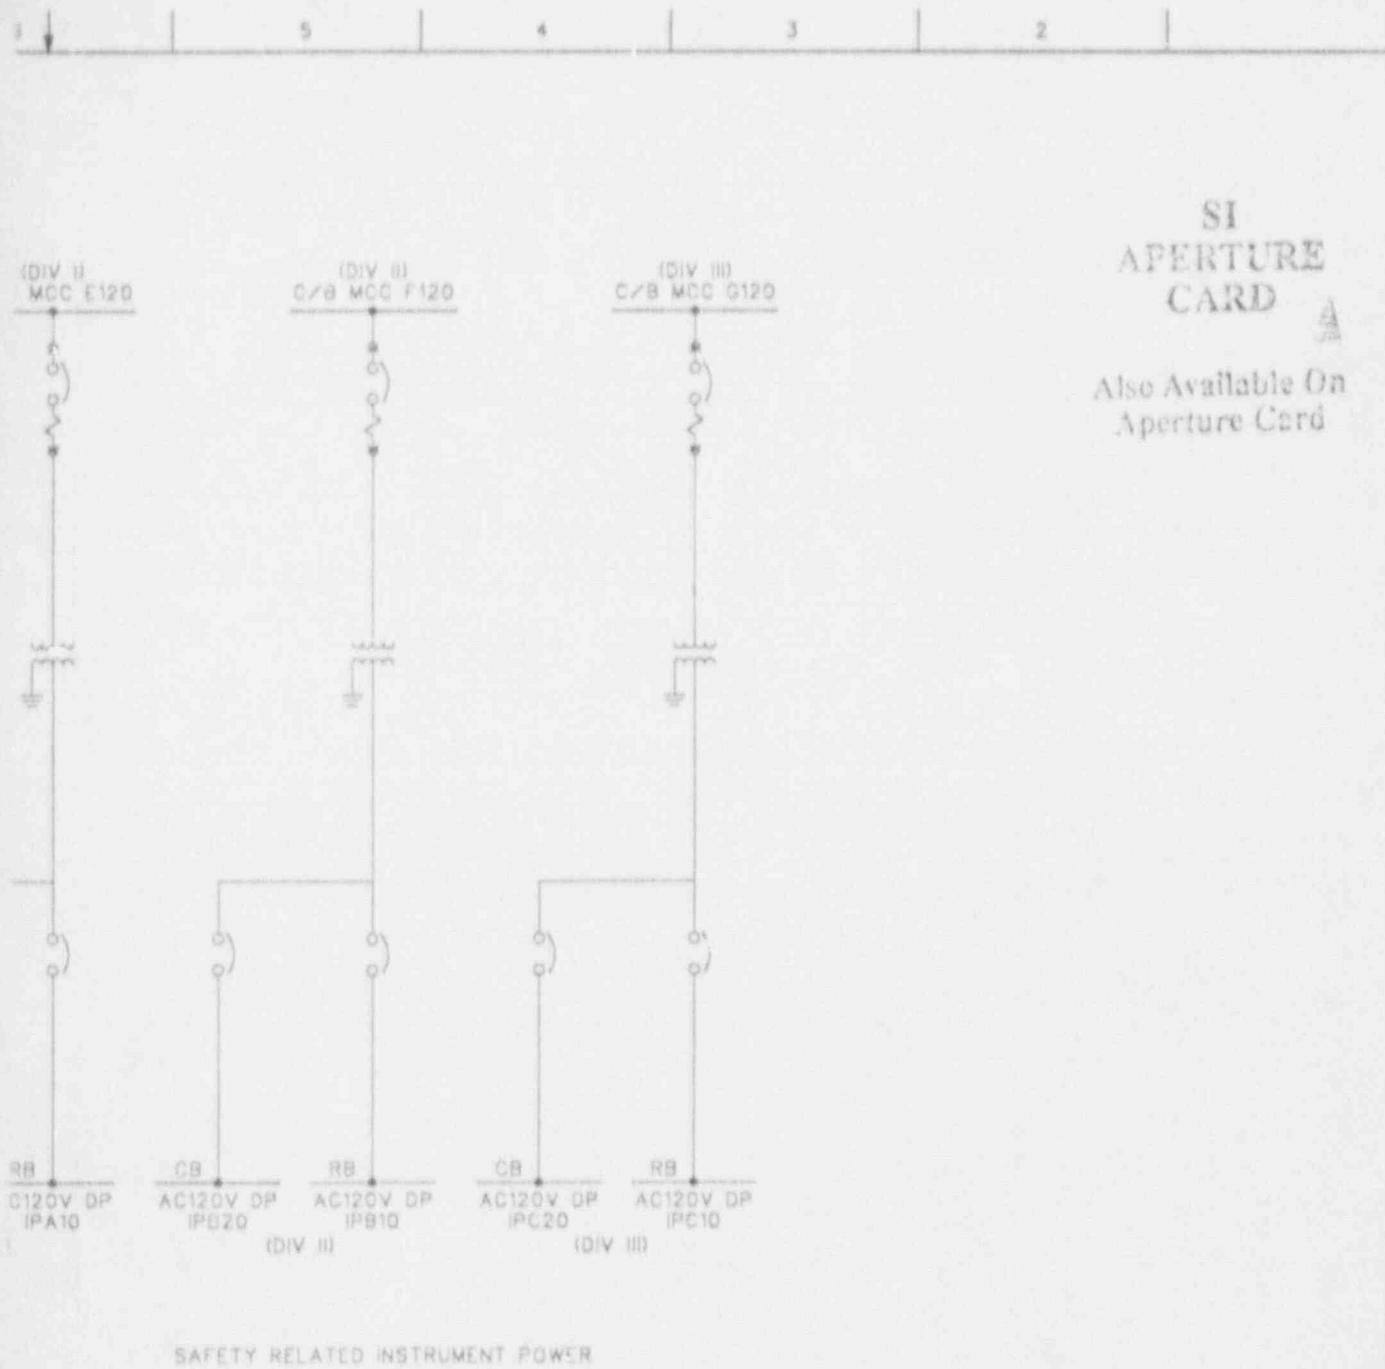 5 4 3 2
SI
APERTURE
CARD
Also Available On
Aperture Card
(DIV I)
MCC E120
(DIV II)
C/B MCC F120
(DIV III)
C/B MCC G120
RB
C120V DP
IPA10
CB
AC120V DP
IPB20
RB
AC120V DP
IPB10
(DIV II)
CB
AC120V DP
IPC20
RB
AC120V DP
IPC10
(DIV III)
SAFETY RELATED INSTRUMENT POWER